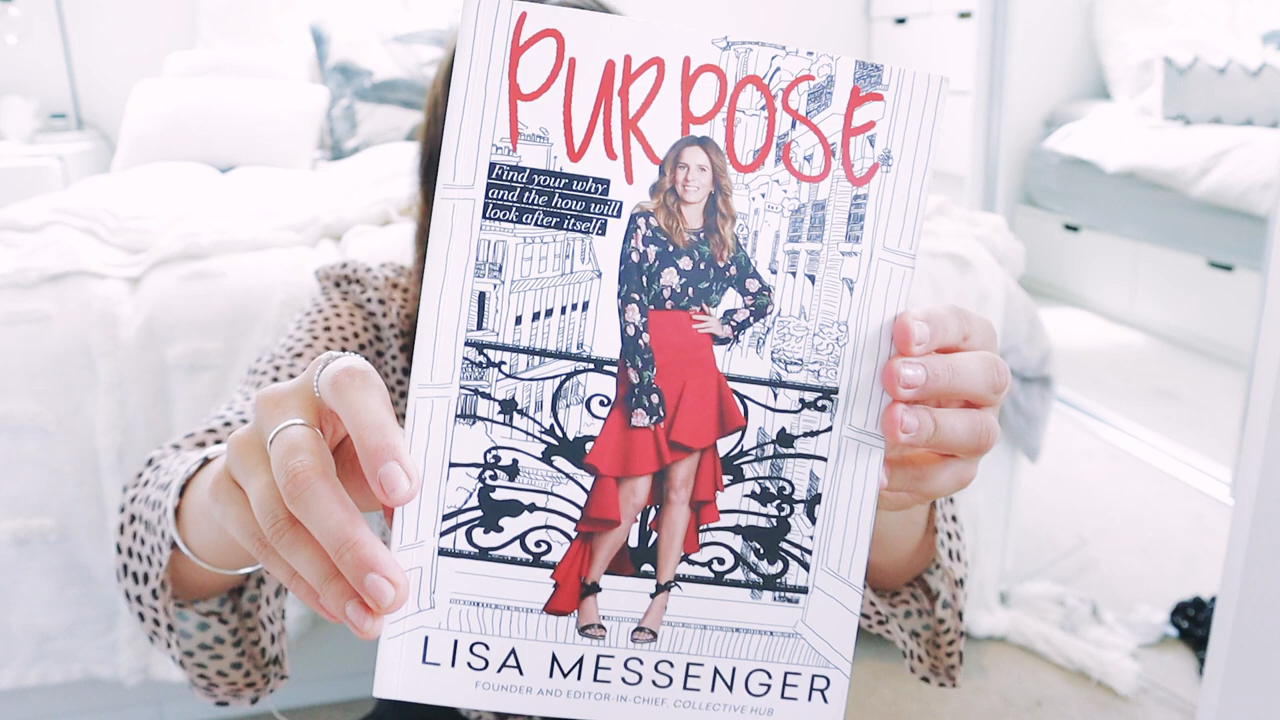 PURPOSE
Find your why
and the how will
look after itself.
LISA MESSENGER
FOUNDER AND EDITOR-IN-CHIEF, COLLECTIVE HUB